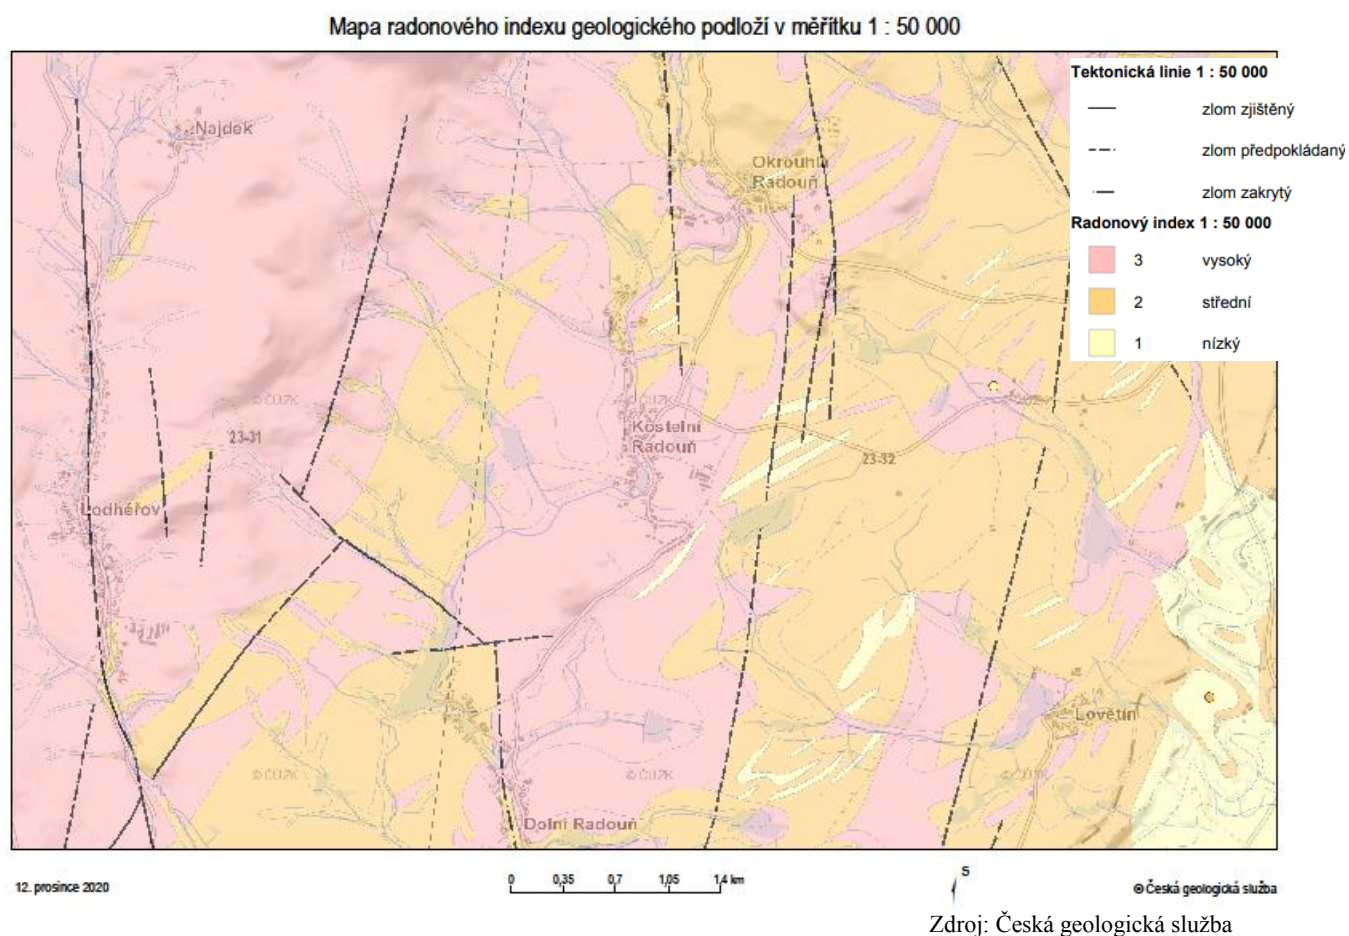 Mapa radonového indexu geologického podloží v měřítku 1 : 50 000
Tektonická linie 1 : 50 000
zlom zjištěný
zlom předpokládaný
zlom zakrytý
Radonový index 1 : 50 000
3 vysoký
2 střední
1 nízký
Najdek
Okrouhlá
Radouň
©ČÚZK
©ČÚZK
Kostelní
Radouň
23-31
23-32
Lodhéřov
Lovětín
©ČÚZK
©ČÚZK
©ČÚZK
Dolní Radouň
12. prosince 2020
0 0,35 0,7 1,05 1,4 km
S
© Česká geologická služba
Zdroj: Česká geologická služba